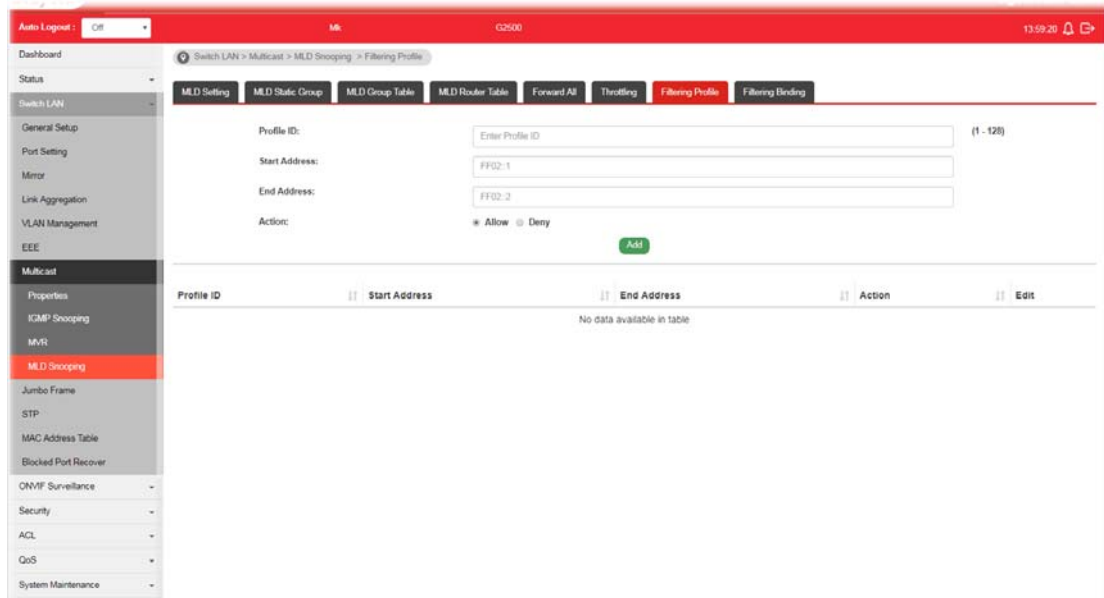 Auto Logout : Off Mk G2500 13:59:20
Dashboard
Status
Switch LAN
General Setup
Port Setting
Mirror
Link Aggregation
VLAN Management
EEE
Multicast
Properties
IGMP Snooping
MVR
MLD Snooping
Jumbo Frame
STP
MAC Address Table
Blocked Port Recover
ONVIF Surveillance
Security
ACL
QoS
System Maintenance
Switch LAN > Multicast > MLD Snooping > Filtering Profile
MLD Setting MLD Static Group MLD Group Table MLD Router Table Forward All Throttling Filtering Profile Filtering Binding
Profile ID: Enter Profile ID (1 - 128)
Start Address: FF02::1
End Address: FF02::2
Action: Allow Deny
Add
Profile ID Start Address End Address Action Edit
No data available in table